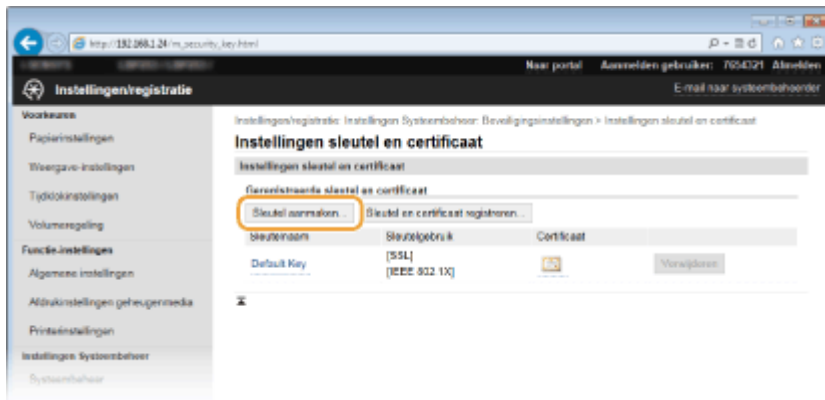 http://192.168.1.24/m_security_key.html
Naar portal Aanmelden gebruiker: 7654321 Afmelden
Instellingen/registratie
E-mail naar systeembeheerder
Voorkeuren
Papierinstellingen
Weergave-instellingen
Tijdklokinstellingen
Volumeregeling
Functie-instellingen
Algemene instellingen
Afdrukinstellingen geheugenmedia
Printerinstellingen
Instellingen Systeembeheer
Systeembeheer
Instellingen/registratie: Instellingen Systeembeheer: Beveiligingsinstellingen > Instellingen sleutel en certificaat
Instellingen sleutel en certificaat
Instellingen sleutel en certificaat
Geregistreerde sleutel en certificaat
Sleutel aanmaken... Sleutel en certificaat registreren...
Sleutelnaam Sleutelgebruik Certificaat
Default Key [SSL] Verwijderen
[IEEE 802.1X]